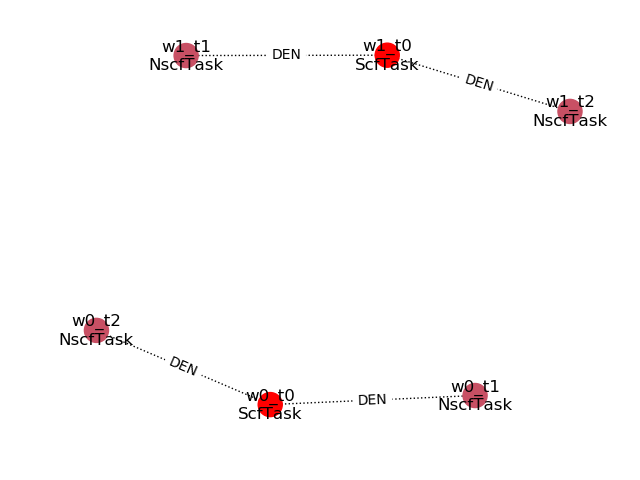 w1_t1
NscfTask
DEN
w1_t0
ScfTask
DEN
w1_t2
NscfTask
w0_t2
NscfTask
DEN
w0_t0
ScfTask
DEN
w0_t1
NscfTask